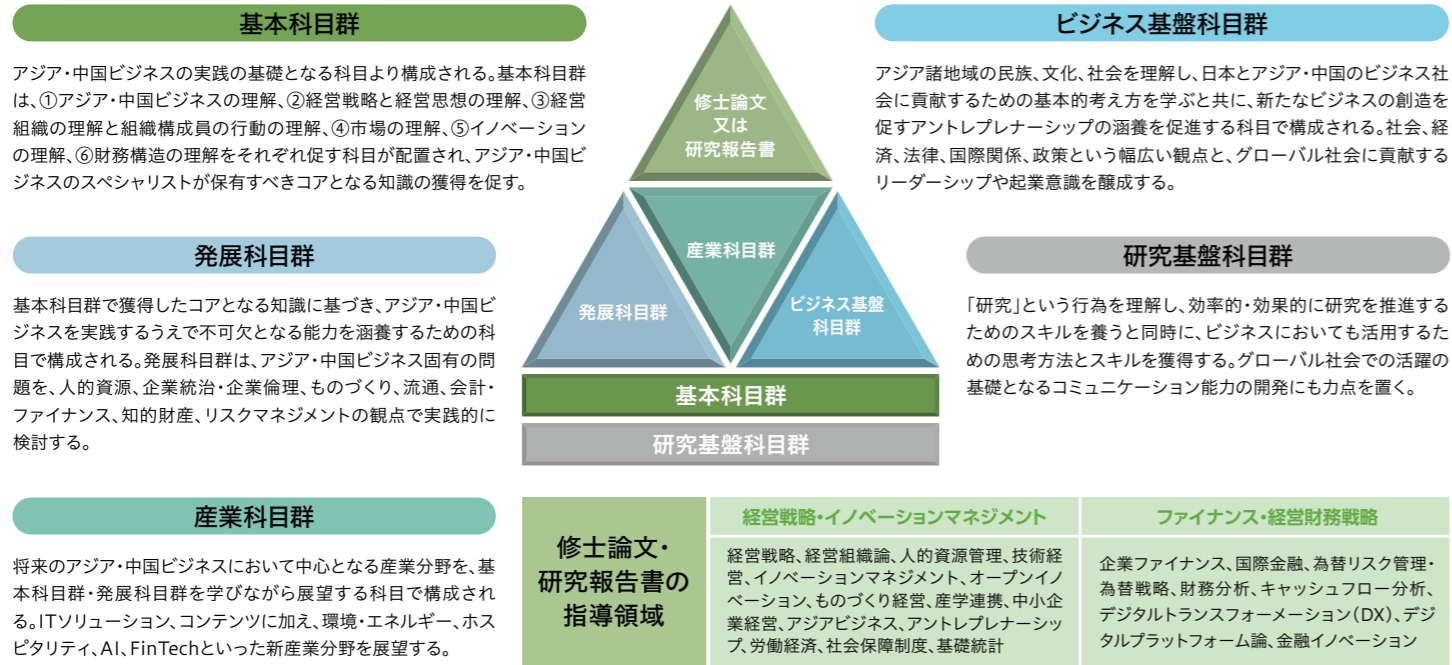 基本科目群
アジア・中国ビジネスの実践の基礎となる科目より構成される。基本科目群
は、①アジア・中国ビジネスの理解、②経営戦略と経営思想の理解、③経営
組織の理解と組織構成員の行動の理解、④市場の理解、⑤イノベーション
の理解、⑥財務構造の理解をそれぞれ促す科目が配置され、アジア・中国ビ
ジネスのスペシャリストが保有すべきコアとなる知識の獲得を促す。
発展科目群
基本科目群で獲得したコアとなる知識に基づき、アジア・中国ビ
ジネスを実践するうえで不可欠となる能力を涵養するための科
目で構成される。発展科目群は、アジア・中国ビジネス固有の問
題を、人的資源、企業統治・企業倫理、ものづくり、流通、会計・
ファイナンス、知的財産、リスクマネジメントの観点で実践的に
検討する。
産業科目群
将来のアジア・中国ビジネスにおいて中心となる産業分野を、基
本科目群・発展科目群を学びながら展望する科目で構成され
る。ITソリューション、コンテンツに加え、環境・エネルギー、ホス
ピタリティ、AI、FinTechといった新産業分野を展望する。
修士論文
又は
研究報告書
産業科目群
発展科目群
ビジネス基盤
科目群
基本科目群
研究基盤科目群
ビジネス基盤科目群
アジア諸地域の民族、文化、社会を理解し、日本とアジア・中国のビジネス社
会に貢献するための基本的考え方を学ぶと共に、新たなビジネスの創造を
促すアントレプレナーシップの涵養を促進する科目で構成される。社会、経
済、法律、国際関係、政策という幅広い観点と、グローバル社会に貢献する
リーダーシップや起業意識を醸成する。
研究基盤科目群
「研究」という行為を理解し、効率的・効果的に研究を推進する
ためのスキルを養うと同時に、ビジネスにおいても活用するた
めの思考方法とスキルを獲得する。グローバル社会での活躍の
基礎となるコミュニケーション能力の開発にも力点を置く。
修士論文・
研究報告書の
指導領域
経営戦略・イノベーションマネジメント
経営戦略、経営組織論、人的資源管理、技術経
営、イノベーションマネジメント、オープンイノ
ベーション、ものづくり経営、産学連携、中小企
業経営、アジアビジネス、アントレプレナーシッ
プ、労働経済、社会保障制度、基礎統計
ファイナンス・経営財務戦略
企業ファイナンス、国際金融、為替リスク管理・
為替戦略、財務分析、キャッシュフロー分析、
デジタルトランスフォーメーション(DX)、デジ
タルプラットフォーム論、金融イノベーション